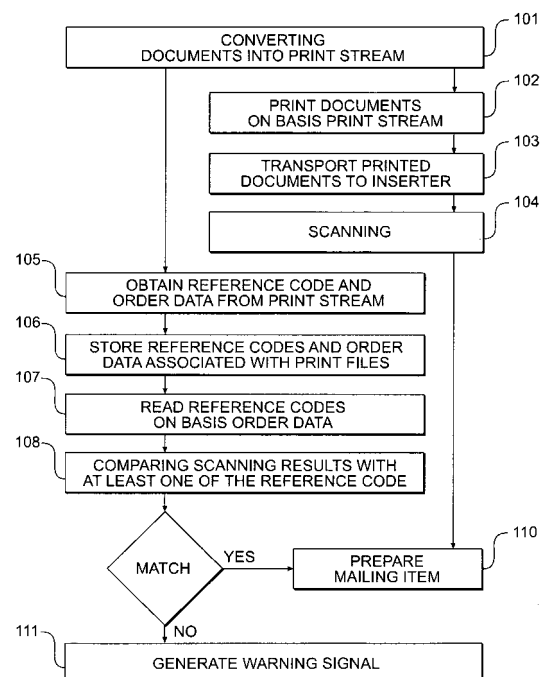 101
CONVERTING
DOCUMENTS INTO PRINT STREAM
102
PRINT DOCUMENTS
ON BASIS PRINT STREAM
103
TRANSPORT PRINTED
DOCUMENTS TO INSERTER
104
SCANNING
105
OBTAIN REFERENCE CODE AND
ORDER DATA FROM PRINT STREAM
106
STORE REFERENCE CODES AND ORDER
DATA ASSOCIATED WITH PRINT FILES
107
READ REFERENCE CODES
ON BASIS ORDER DATA
108
COMPARING SCANNING RESULTS WITH
AT LEAST ONE OF THE REFERENCE CODE
MATCH
YES
110
PREPARE
MAILING ITEM
NO
111
GENERATE WARNING SIGNAL